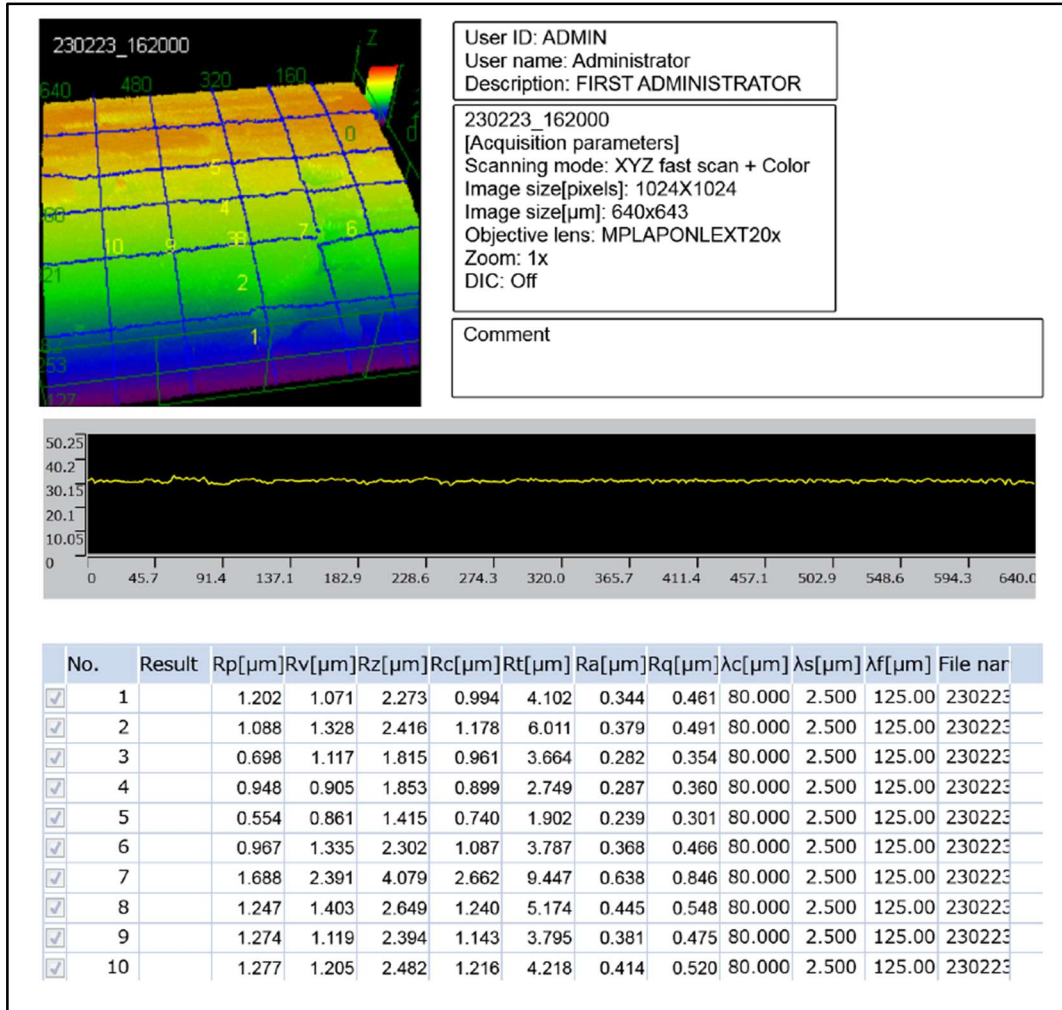 230223_162000
Z
640 480 320 160
0
0
5
4
10 9 38 7 6
2
1
253
127
User ID: ADMIN
User name: Administrator
Description: FIRST ADMINISTRATOR
230223_162000
[Acquisition parameters]
Scanning mode: XYZ fast scan + Color
Image size[pixels]: 1024X1024
Image size[µm]: 640x643
Objective lens: MPLAPONLEXT20x
Zoom: 1x
DIC: Off
Comment
50.25
40.2
30.15
20.1
10.05
0
0 45.7 91.4 137.1 182.9 228.6 274.3 320.0 365.7 411.4 457.1 502.9 548.6 594.3 640.0
No. Result Rp[µm] Rv[µm] Rz[µm] Rc[µm] Rt[µm] Ra[µm] Rq[µm] λc[µm] λs[µm] λf[µm] File nar
1 1.202 1.071 2.273 0.994 4.102 0.344 0.461 80.000 2.500 125.00 230223
2 1.088 1.328 2.416 1.178 6.011 0.379 0.491 80.000 2.500 125.00 230223
3 0.698 1.117 1.815 0.961 3.664 0.282 0.354 80.000 2.500 125.00 230223
4 0.948 0.905 1.853 0.899 2.749 0.287 0.360 80.000 2.500 125.00 230223
5 0.554 0.861 1.415 0.740 1.902 0.239 0.301 80.000 2.500 125.00 230223
6 0.967 1.335 2.302 1.087 3.787 0.368 0.466 80.000 2.500 125.00 230223
7 1.688 2.391 4.079 2.662 9.447 0.638 0.846 80.000 2.500 125.00 230223
8 1.247 1.403 2.649 1.240 5.174 0.445 0.548 80.000 2.500 125.00 230223
9 1.274 1.119 2.394 1.143 3.795 0.381 0.475 80.000 2.500 125.00 230223
10 1.277 1.205 2.482 1.216 4.218 0.414 0.520 80.000 2.500 125.00 230223